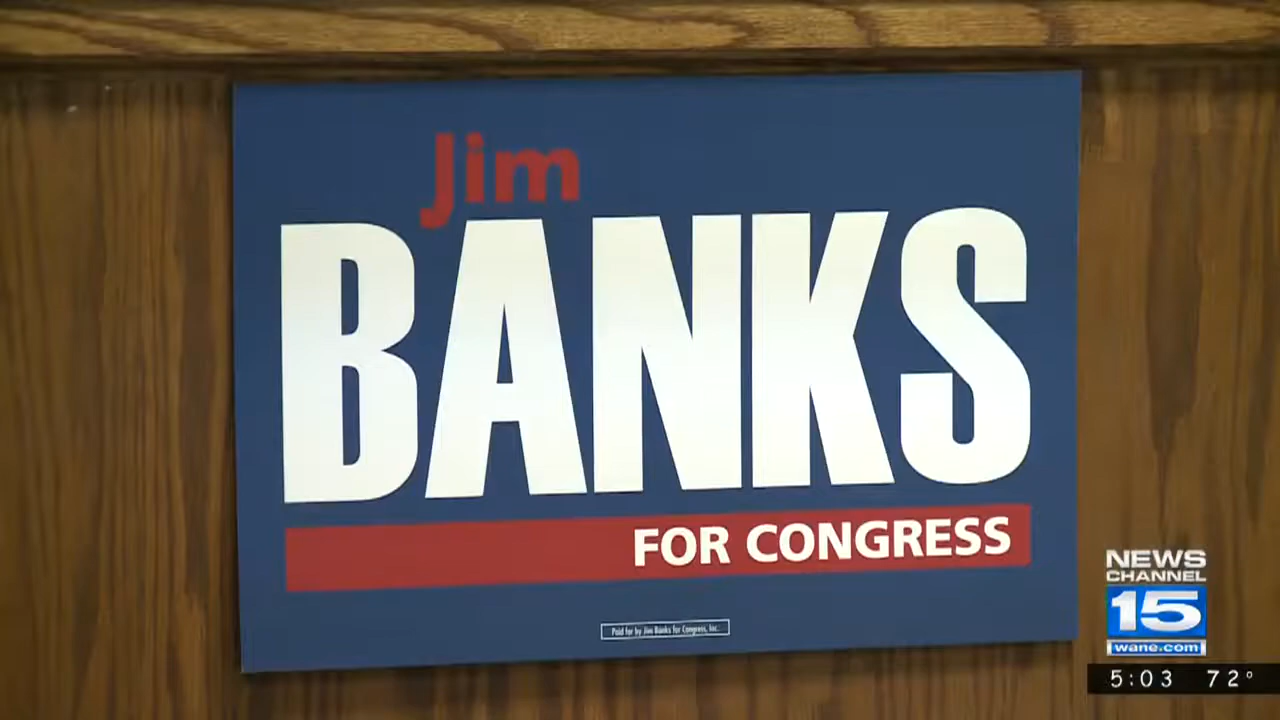 Jim
BANKS
FOR CONGRESS
Paid for by Jim Banks for Congress, Inc.
NEWS
CHANNEL
15
wane.com
5:03 72°